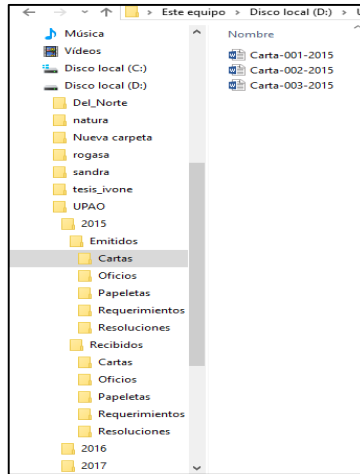 Este equipo > Disco local (D:) >
Música
Vídeos
Disco local (C:)
Disco local (D:)
Del_Norte
natura
Nueva carpeta
rogasa
sandra
tesis_ivone
UPAO
2015
Emitidos
Cartas
Oficios
Papeletas
Requerimientos
Resoluciones
Recibidos
Cartas
Oficios
Papeletas
Requerimientos
Resoluciones
2016
2017
Nombre
Carta-001-2015
Carta-002-2015
Carta-003-2015